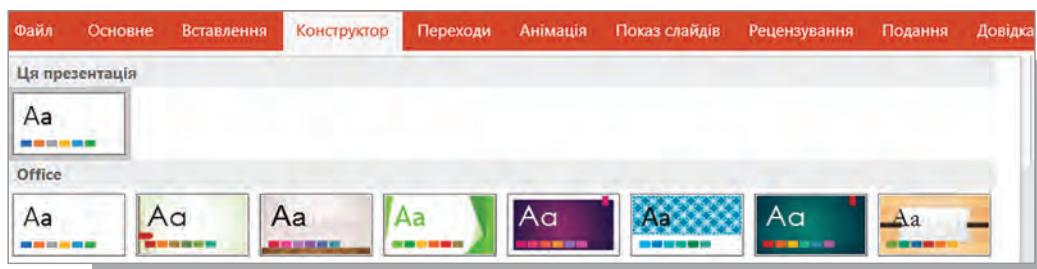 Файл Основне Вставлення Конструктор Переходи Анімація Показ слайдів Рецензування Подання Довідка
Ця презентація
Aa
Office
Aa Aa Aa Aa Aa Aa Aa Aa